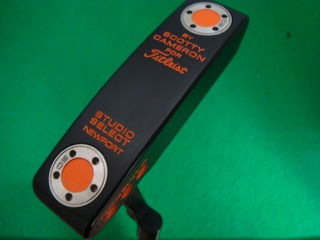 BY
SCOTTY
CAMERON
FOR
Titleist
STUDIO
SELECT
NEWPORT